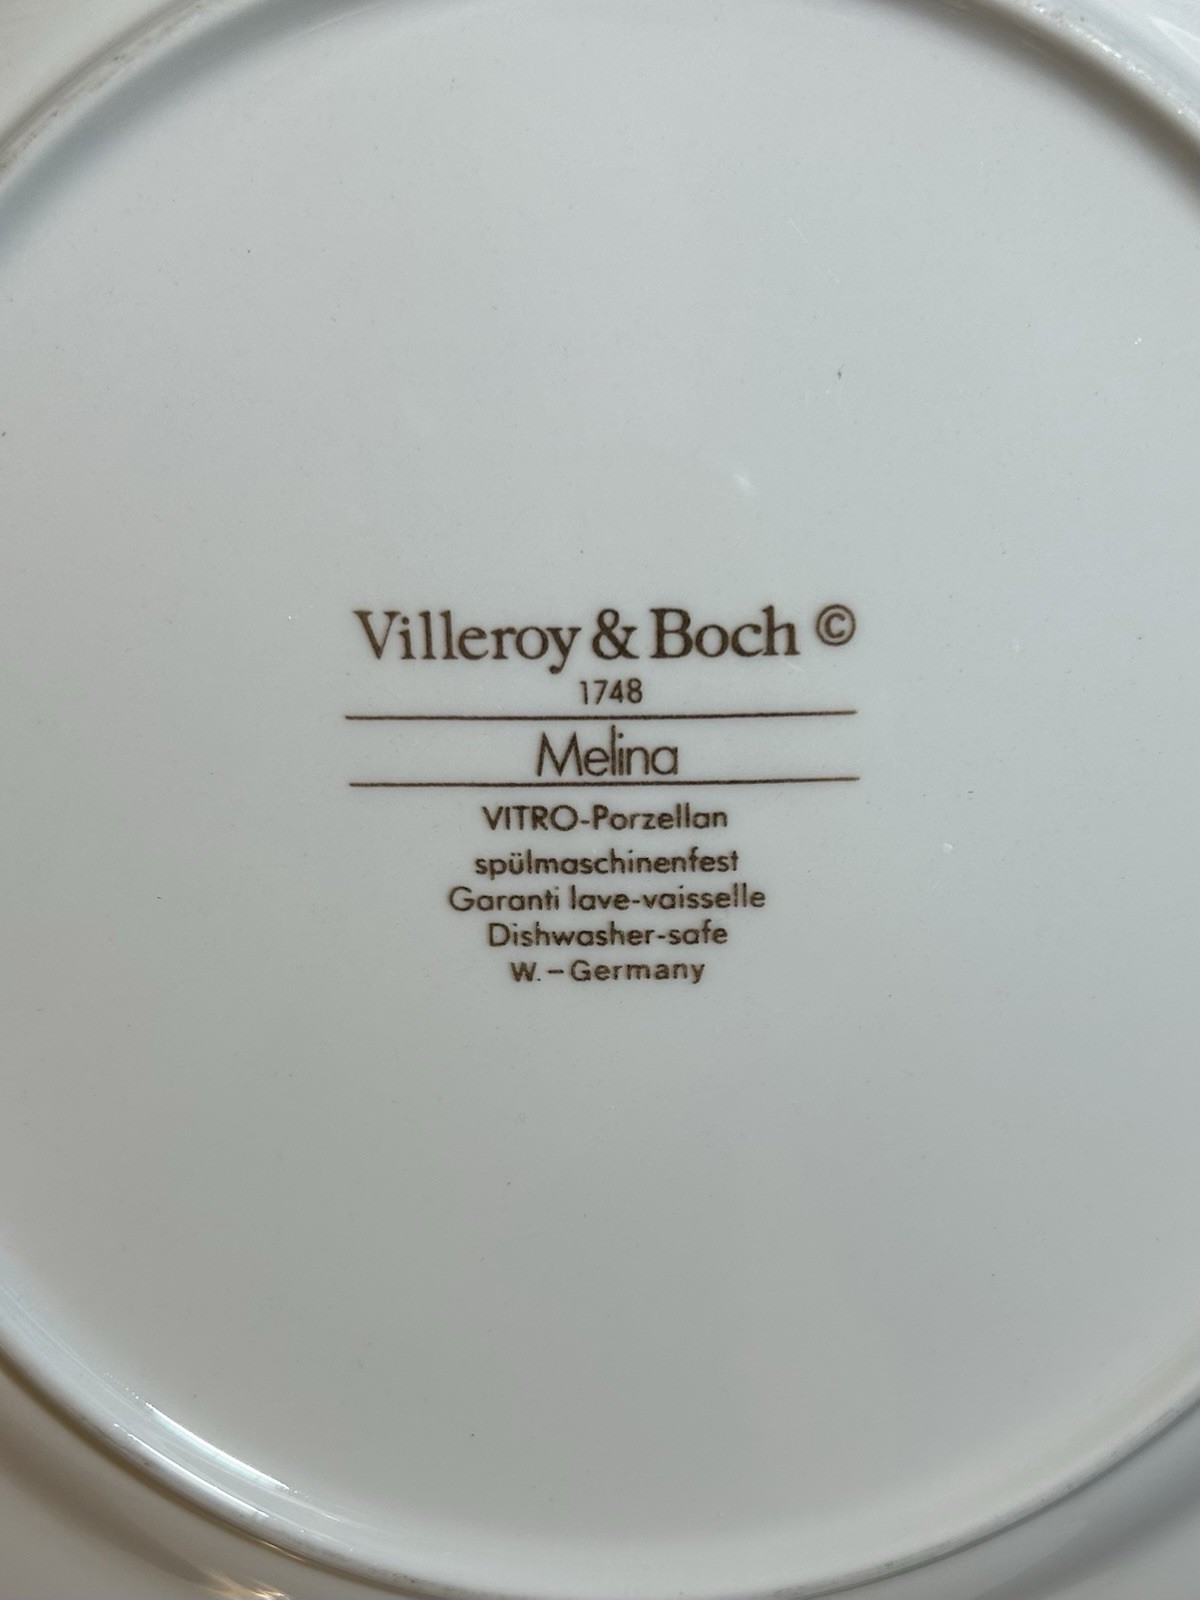 Villeroy & Boch ©
1748
Melina
VITRO-Porzellan
spülmaschinenfest
Garanti lave-vaisselle
Dishwasher-safe
W.-Germany